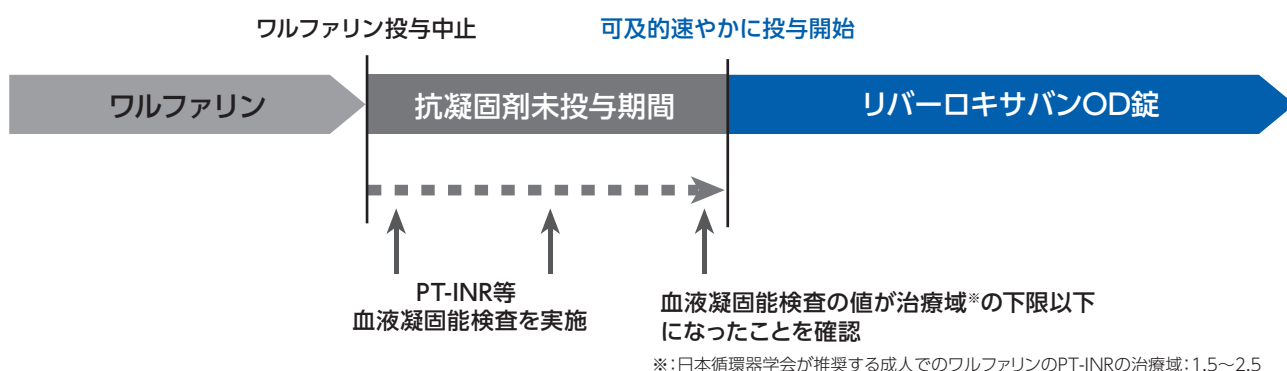 ワルファリン投与中止
可及的速やかに投与開始
ワルファリン
抗凝固剤未投与期間
リバーロキサバンOD錠
PT-INR等
血液凝固能検査を実施
血液凝固能検査の値が治療域※の下限以下
になったことを確認
※:日本循環器学会が推奨する成人でのワルファリンのPT-INRの治療域:1.5〜2.5